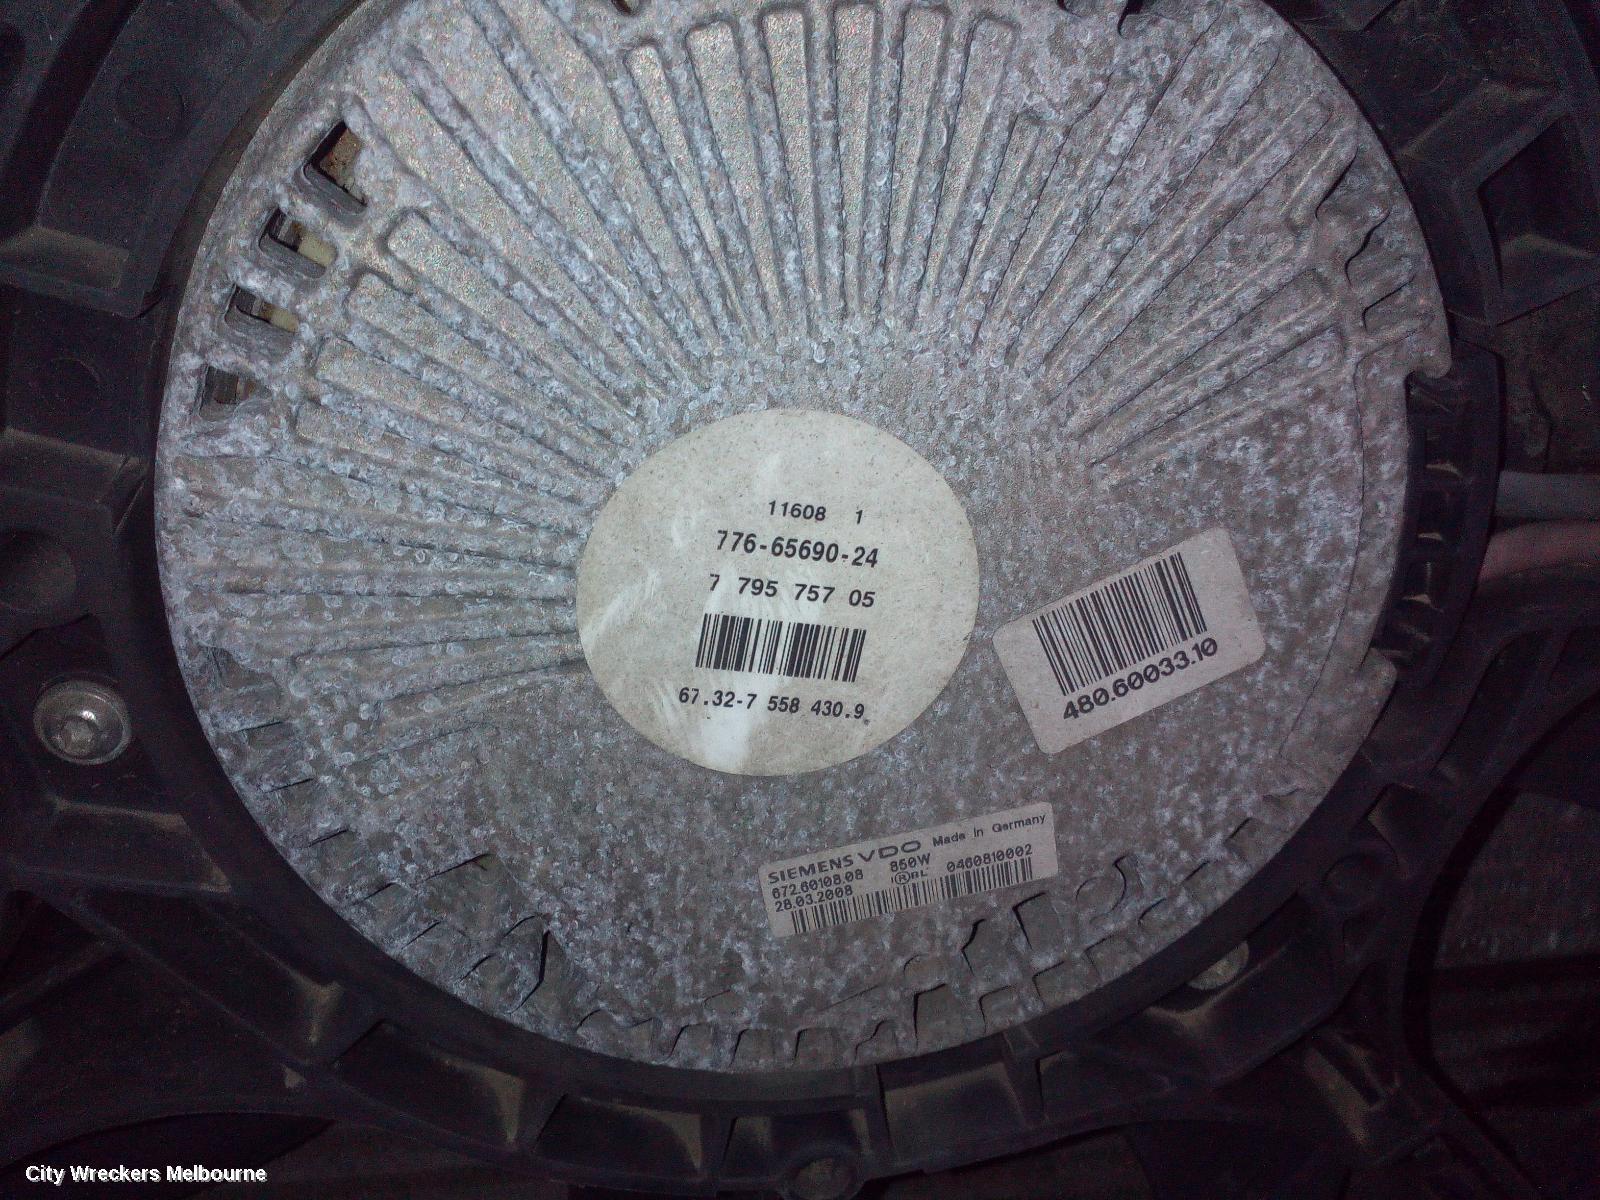 11608 1
776-65690-24
7 795 757 05
67.32-7 558 430.9
480.60033.10
SIEMENS VDO Made in Germany
672.60108.08 850W 0460810002
28.03.2008
City Wreckers Melbourne